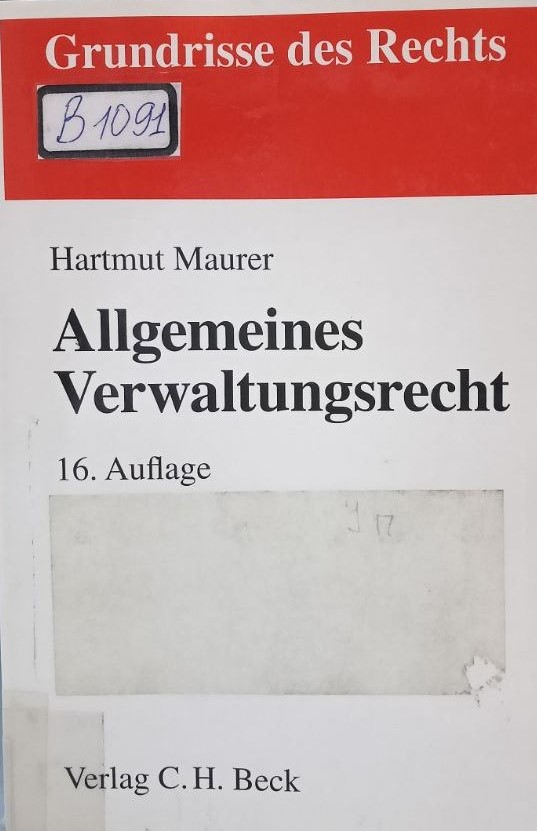 Grundrisse des Rechts
B 1091
Hartmut Maurer
Allgemeines
Verwaltungsrecht
16. Auflage
Verlag C. H. Beck